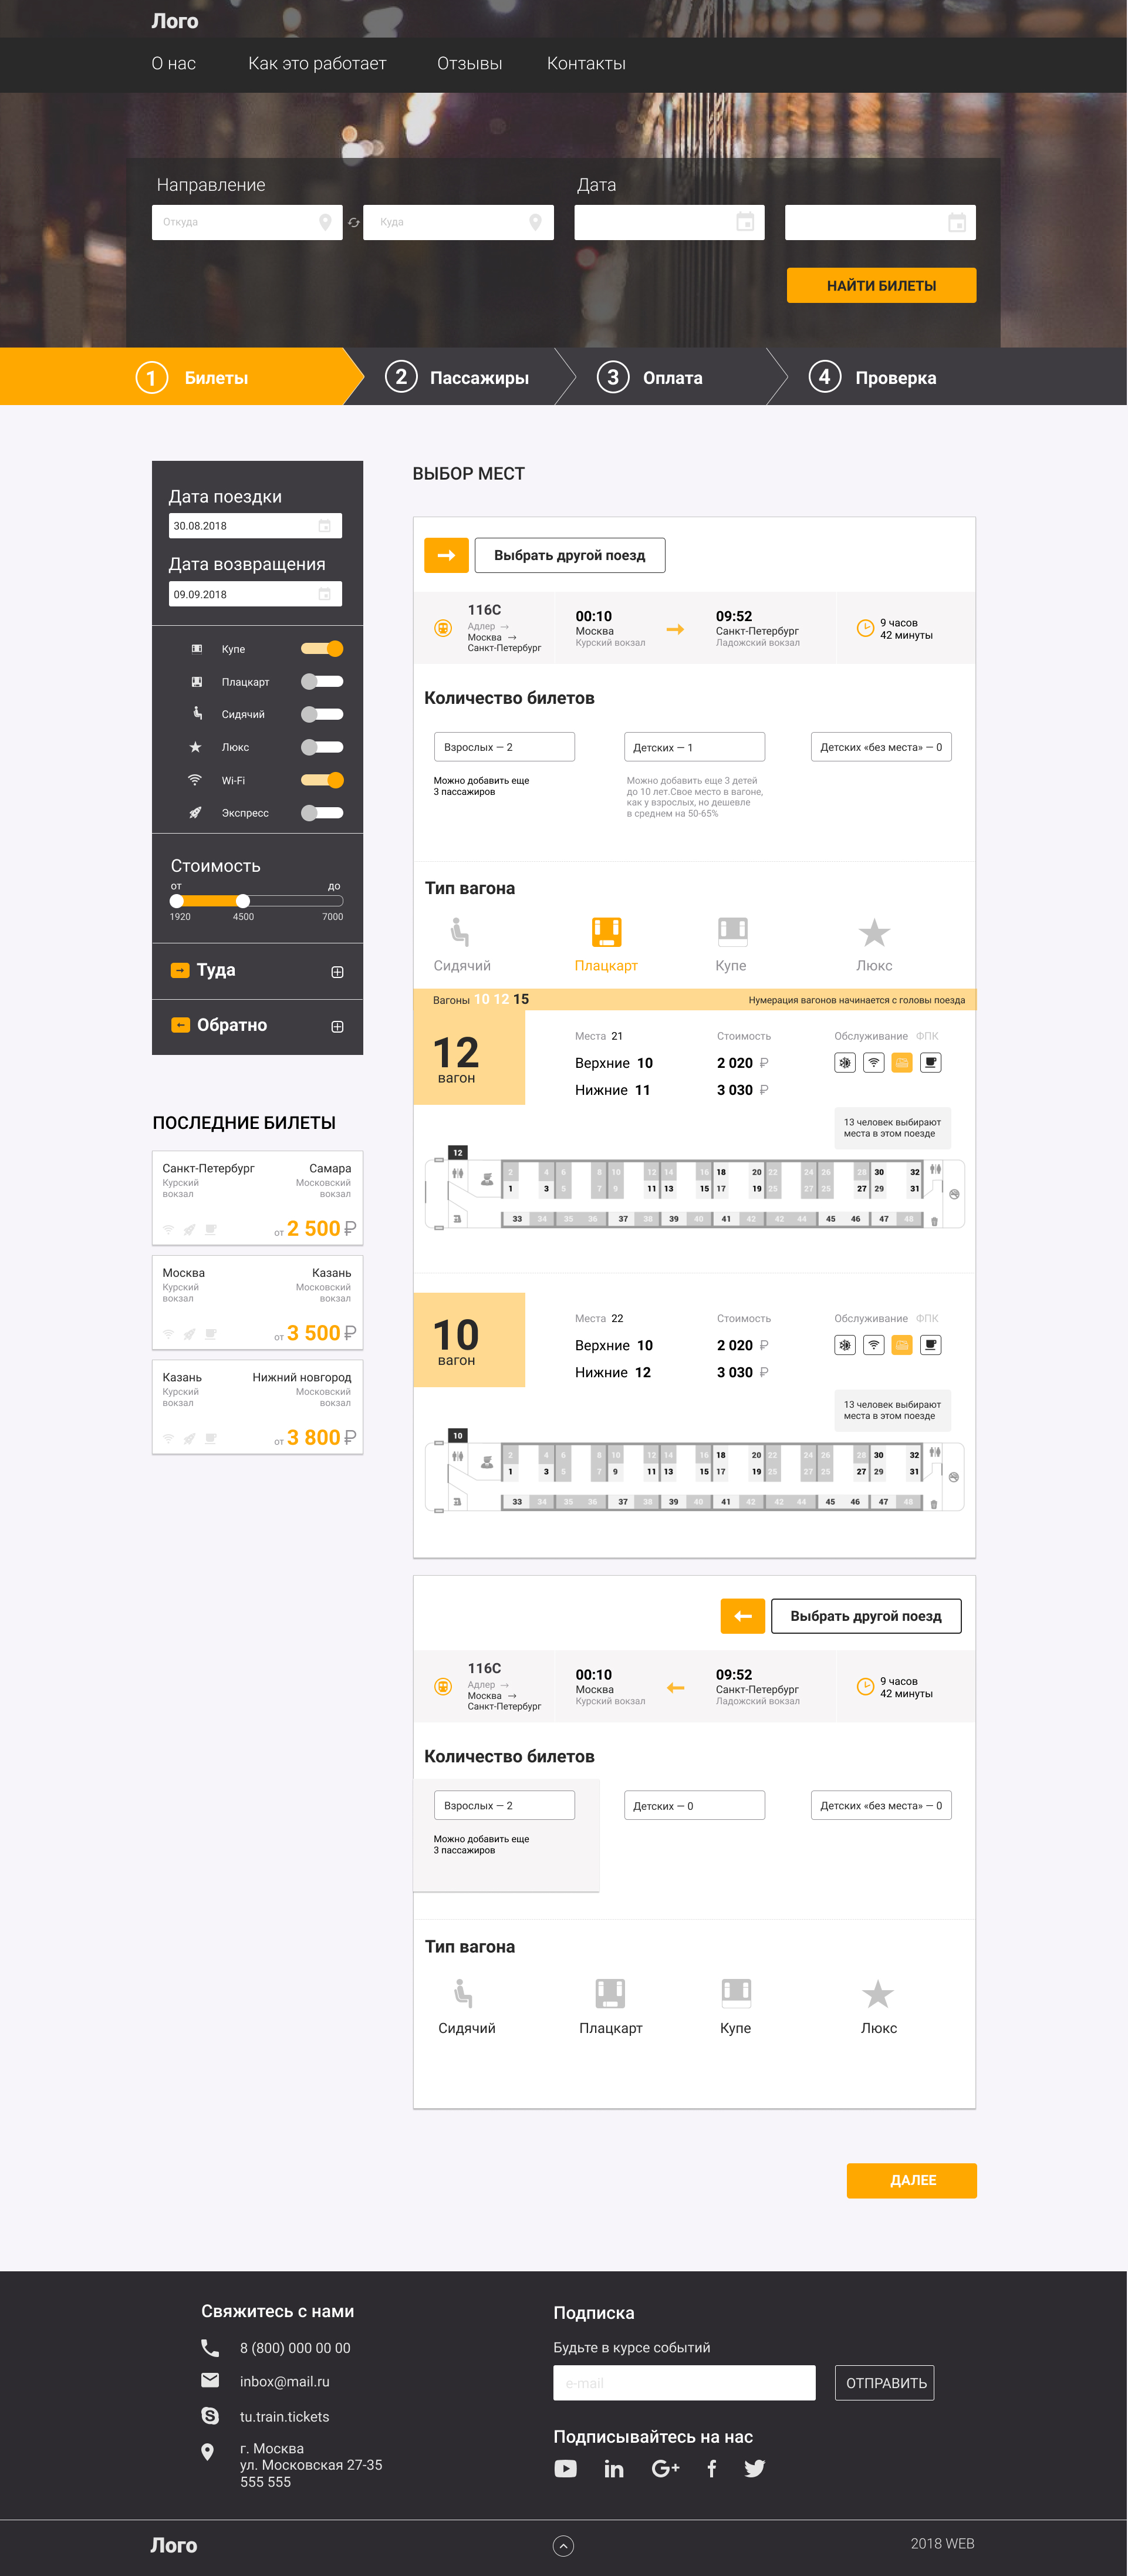 Лого
О нас Как это работает Отзывы Контакты
Направление Дата
Откуда Куда
НАЙТИ БИЛЕТЫ
1 Билеты 2 Пассажиры 3 Оплата 4 Проверка
Дата поездки
30.08.2018
Дата возвращения
09.09.2018
Купе
Плацкарт
Сидячий
Люкс
Wi-Fi
Экспресс
Стоимость
от до
1920 4500 7000
Туда
Обратно
ПОСЛЕДНИЕ БИЛЕТЫ
Санкт-Петербург Самара
Курский Московский
вокзал вокзал
от 2 500 ₽
Москва Казань
Курский Московский
вокзал вокзал
от 3 500 ₽
Казань Нижний новгород
Курский Московский
вокзал вокзал
от 3 800 ₽
ВЫБОР МЕСТ
Выбрать другой поезд
116С
Адлер →
Москва →
Санкт-Петербург
00:10
Москва
Курский вокзал
09:52
Санкт-Петербург
Ладожский вокзал
9 часов
42 минуты
Количество билетов
Взрослых — 2 Детских — 1 Детских «без места» — 0
Можно добавить еще
3 пассажиров
Можно добавить еще 3 детей
до 10 лет.Свое место в вагоне,
как у взрослых, но дешевле
в среднем на 50-65%
Тип вагона
Сидячий Плацкарт Купе Люкс
Вагоны 10 12 15 Нумерация вагонов начинается с головы поезда
12
вагон
Места 21 Стоимость Обслуживание ФПК
Верхние 10 2 020 ₽
Нижние 11 3 030 ₽
13 человек выбирают
места в этом поезде
12
2 4 6 8 10 12 14 16 18 20 22 24 26 28 30 32
1 3 5 7 9 11 13 15 17 19 25 27 25 27 29 31
33 34 35 36 37 38 39 40 41 42 42 44 45 46 47 48
10
вагон
Места 22 Стоимость Обслуживание ФПК
Верхние 10 2 020 ₽
Нижние 12 3 030 ₽
13 человек выбирают
места в этом поезде
10
2 4 6 8 10 12 14 16 18 20 22 24 26 28 30 32
1 3 5 7 9 11 13 15 17 19 25 27 25 27 29 31
33 34 35 36 37 38 39 40 41 42 42 44 45 46 47 48
Выбрать другой поезд
116С
Адлер →
Москва →
Санкт-Петербург
00:10
Москва
Курский вокзал
09:52
Санкт-Петербург
Ладожский вокзал
9 часов
42 минуты
Количество билетов
Взрослых — 2 Детских — 0 Детских «без места» — 0
Можно добавить еще
3 пассажиров
Тип вагона
Сидячий Плацкарт Купе Люкс
ДАЛЕЕ
Свяжитесь с нами
8 (800) 000 00 00
inbox@mail.ru
tu.train.tickets
г. Москва
ул. Московская 27-35
555 555
Подписка
Будьте в курсе событий
e-mail ОТПРАВИТЬ
Подписывайтесь на нас
Лого 2018 WEB